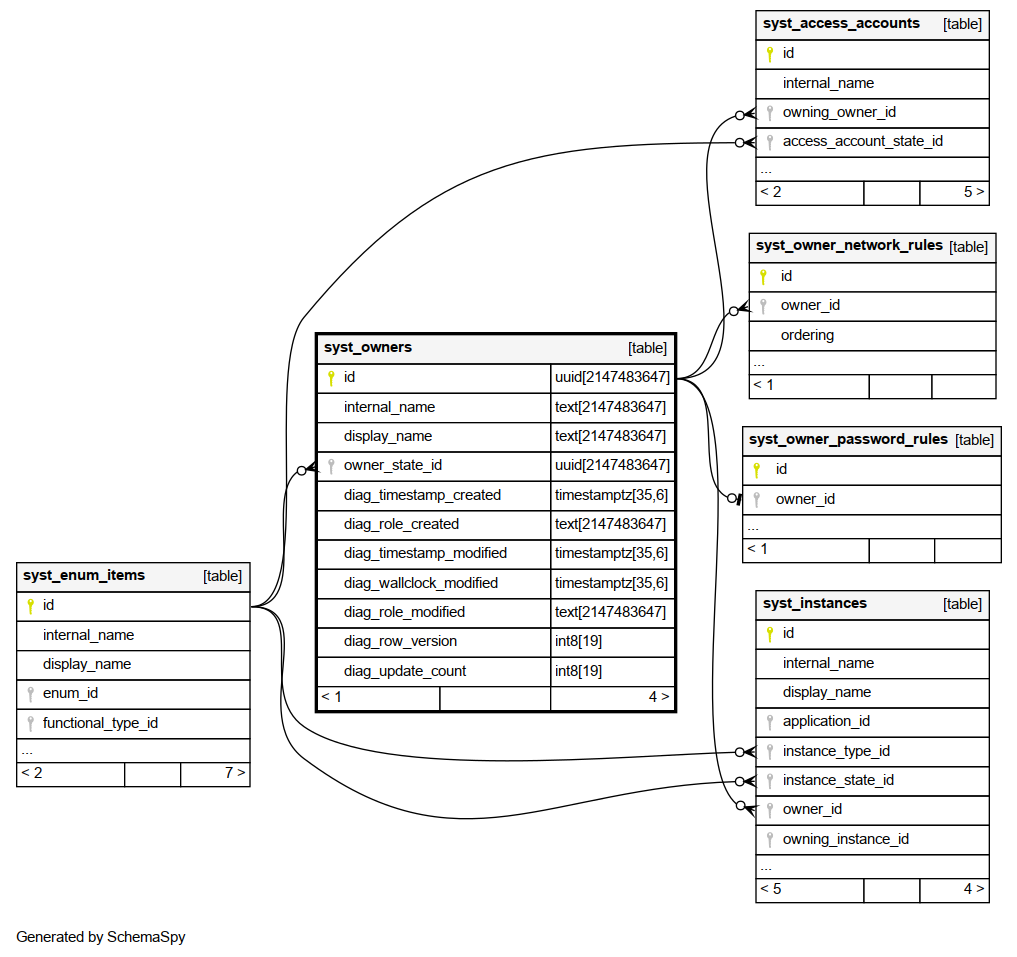 syst_access_accounts [table]
id
internal_name
owning_owner_id
access_account_state_id
...
< 2 5 >
syst_owner_network_rules [table]
id
owner_id
ordering
...
< 1
syst_owners [table]
id uuid[2147483647]
internal_name text[2147483647]
display_name text[2147483647]
owner_state_id uuid[2147483647]
diag_timestamp_created timestamptz[35,6]
diag_role_created text[2147483647]
diag_timestamp_modified timestamptz[35,6]
diag_wallclock_modified timestamptz[35,6]
diag_role_modified text[2147483647]
diag_row_version int8[19]
diag_update_count int8[19]
< 1 4 >
syst_owner_password_rules [table]
id
owner_id
...
< 1
syst_enum_items [table]
id
internal_name
display_name
enum_id
functional_type_id
...
< 2 7 >
syst_instances [table]
id
internal_name
display_name
application_id
instance_type_id
instance_state_id
owner_id
owning_instance_id
...
< 5 4 >
Generated by SchemaSpy